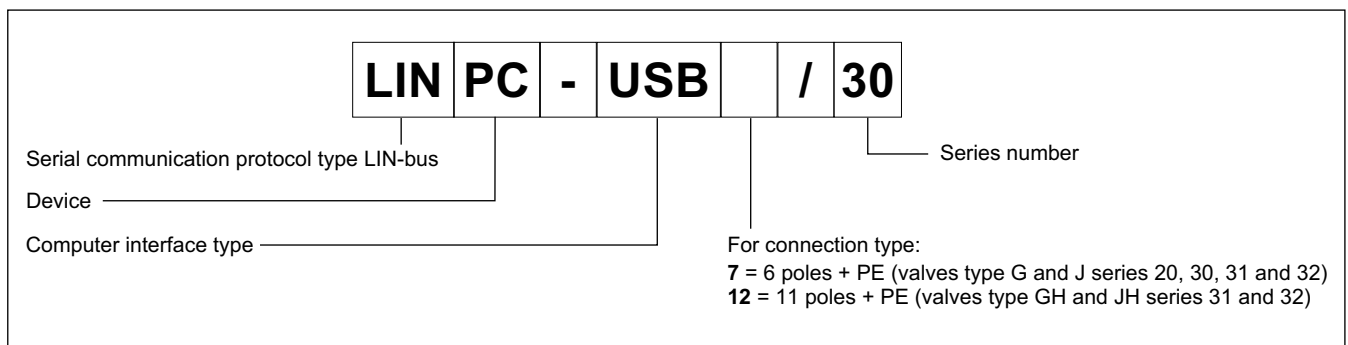 LIN PC - USB / 30
Serial communication protocol type LIN-bus
Series number
Device
Computer interface type
For connection type:
7 = 6 poles + PE (valves type G and J series 20, 30, 31 and 32)
12 = 11 poles + PE (valves type GH and JH series 31 and 32)